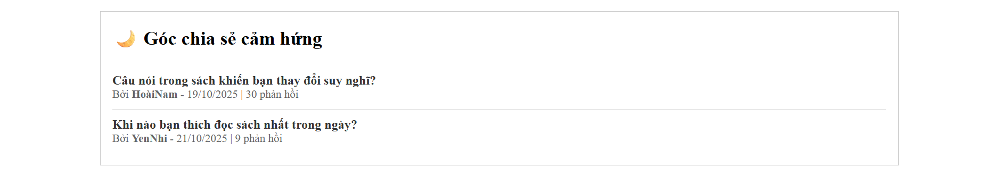 🌙 Góc chia sẻ cảm hứng
Câu nói trong sách khiến bạn thay đổi suy nghĩ?
Bởi HoàiNam - 19/10/2025 | 30 phản hồi
Khi nào bạn thích đọc sách nhất trong ngày?
Bởi YenNhi - 21/10/2025 | 9 phản hồi